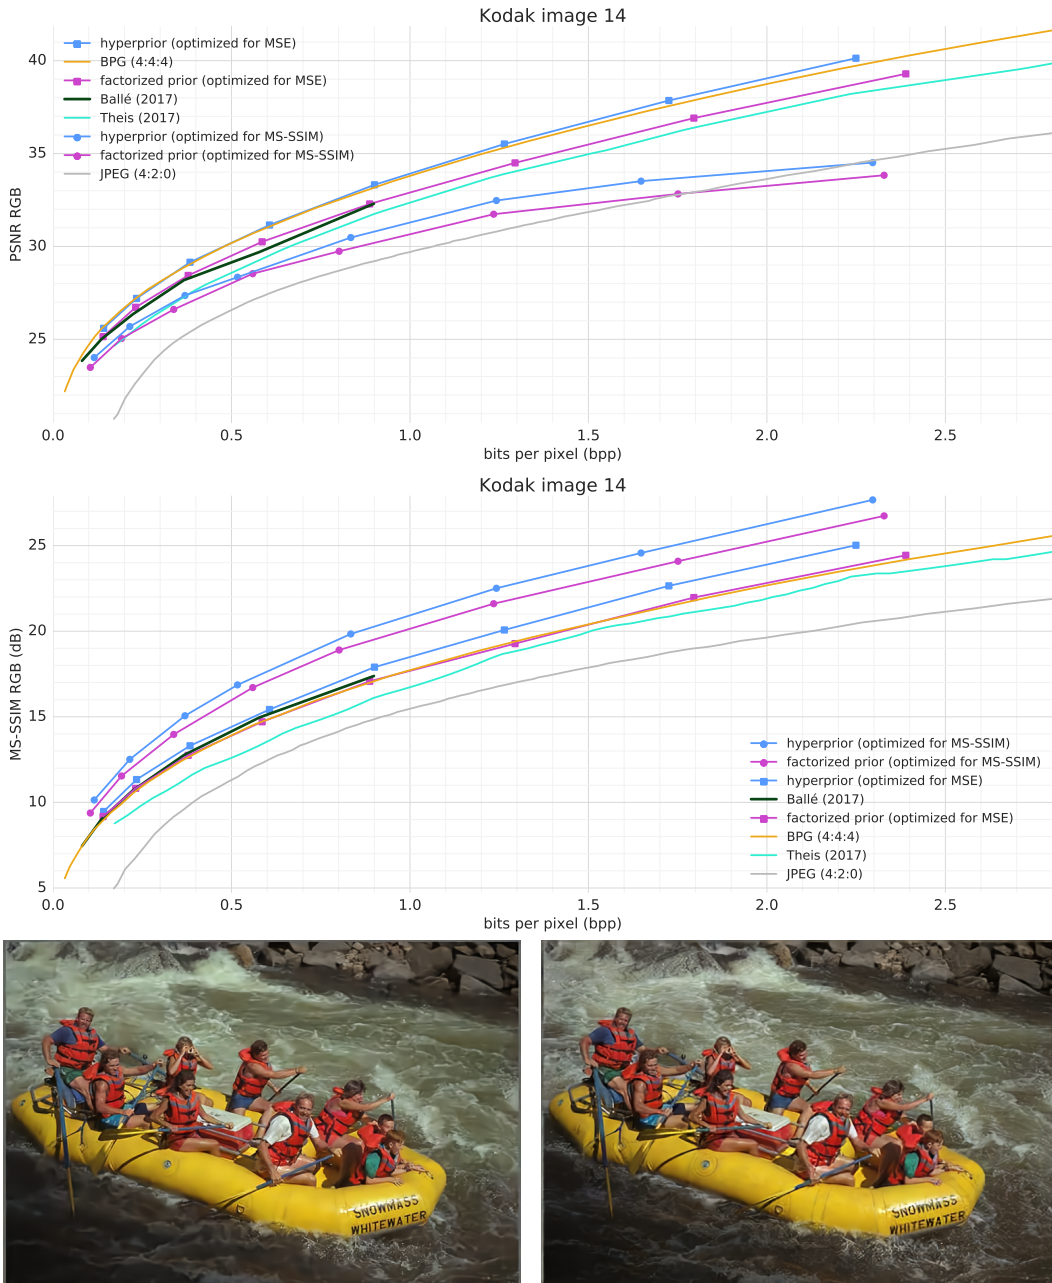 Kodak image 14
hyperprior (optimized for MSE)
BPG (4:4:4)
factorized prior (optimized for MSE)
Ballé (2017)
Theis (2017)
hyperprior (optimized for MS-SSIM)
factorized prior (optimized for MS-SSIM)
JPEG (4:2:0)
PSNR RGB
40
35
30
25
0.0 0.5 1.0 1.5 2.0 2.5
bits per pixel (bpp)
Kodak image 14
MS-SSIM RGB (dB)
25
20
15
10
5
hyperprior (optimized for MS-SSIM)
factorized prior (optimized for MS-SSIM)
hyperprior (optimized for MSE)
Ballé (2017)
factorized prior (optimized for MSE)
BPG (4:4:4)
Theis (2017)
JPEG (4:2:0)
0.0 0.5 1.0 1.5 2.0 2.5
bits per pixel (bpp)
SNOWMASS
WHITEWATER
SNOWMASS
WHITEWATER